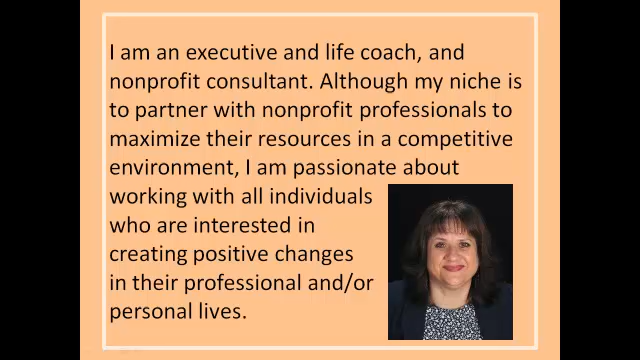 I am an executive and life coach, and
nonprofit consultant. Although my niche is
to partner with nonprofit professionals to
maximize their resources in a competitive
environment, I am passionate about
working with all individuals
who are interested in
creating positive changes
in their professional and/or
personal lives.